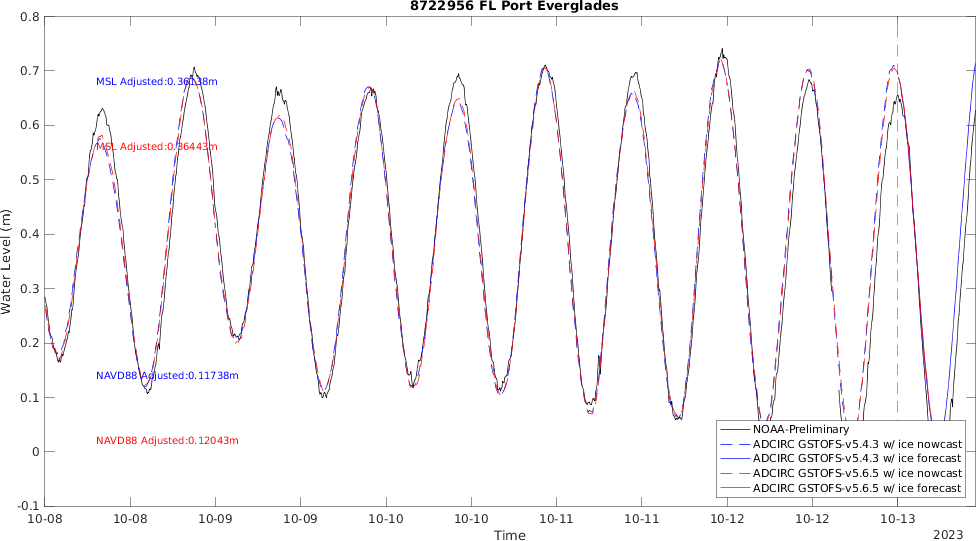 8722956 FL Port Everglades
0.8
0.7
0.6
0.5
0.4
0.3
0.2
0.1
0
-0.1
Water Level (m)
MSL Adjusted:0.36138m
MSL Adjusted:0.36443m
NAVD88 Adjusted:0.11738m
NAVD88 Adjusted:0.12043m
NOAA-Preliminary
ADCIRC GSTOFS-v5.4.3 w/ ice nowcast
ADCIRC GSTOFS-v5.4.3 w/ ice forecast
ADCIRC GSTOFS-v5.6.5 w/ ice nowcast
ADCIRC GSTOFS-v5.6.5 w/ ice forecast
10-08 10-08 10-09 10-09 10-10 10-10 10-11 10-11 10-12 10-12 10-13
Time
2023